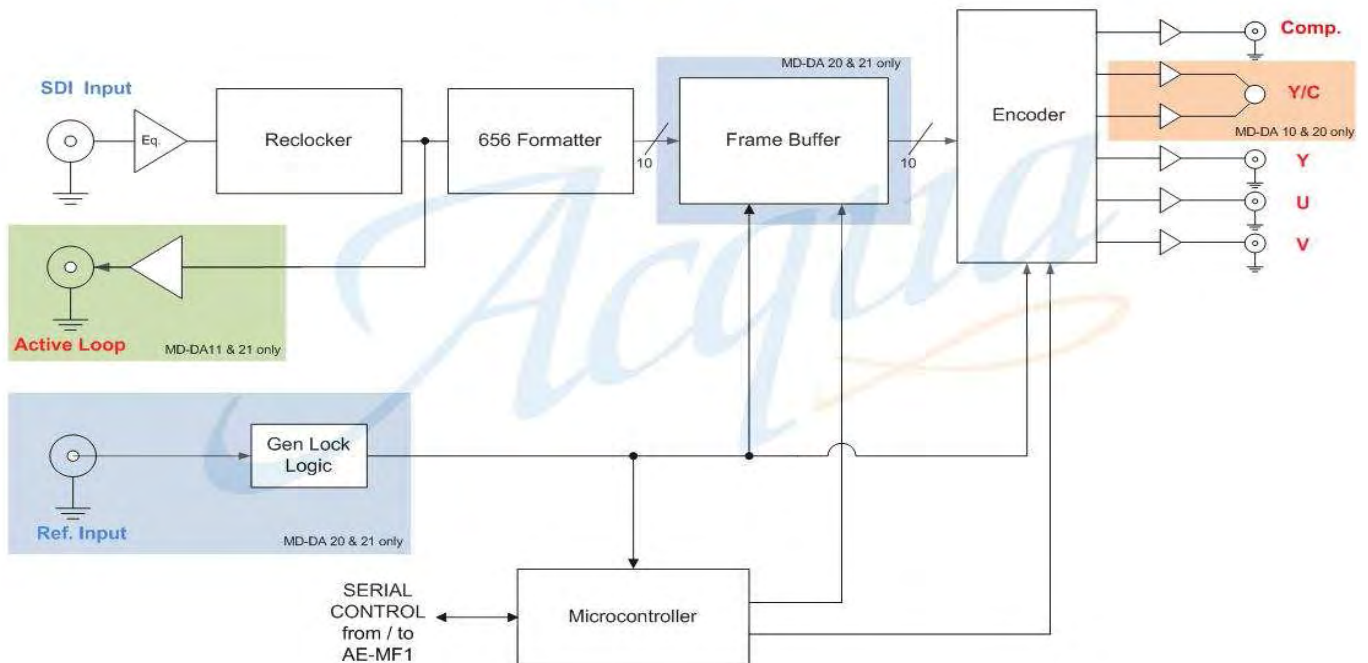 SDI Input
Eq.
Reclocker
656 Formatter
10
MD-DA 20 & 21 only
Frame Buffer
10
Encoder
Comp.
Y/C
MD-DA 10 & 20 only
Y
U
V
Active Loop
MD-DA11 & 21 only
Acqua
Gen Lock
Logic
Ref. Input
MD-DA 20 & 21 only
SERIAL
CONTROL
from / to
AE-MF1
Microcontroller